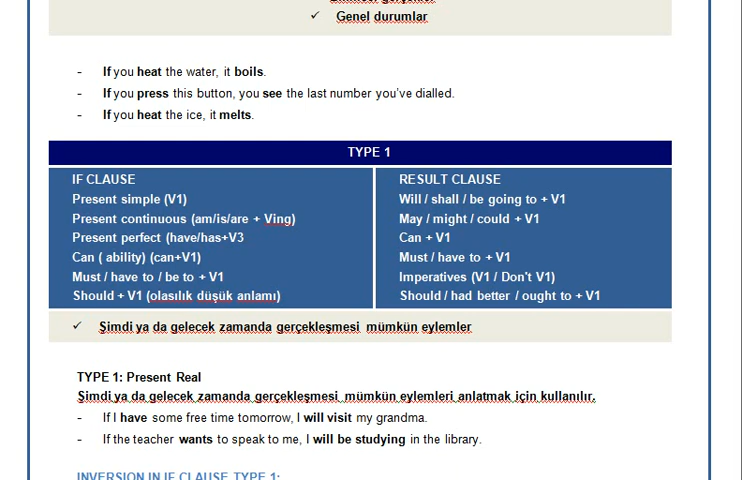 ✓ Genel durumlar
- If you heat the water, it boils.
- If you press this button, you see the last number you've dialled.
- If you heat the ice, it melts.
TYPE 1
IF CLAUSE
Present simple (V1)
Present continuous (am/is/are + Ving)
Present perfect (have/has+V3
Can ( ability) (can+V1)
Must / have to / be to + V1
Should + V1 (olasılık düşük anlamı)
RESULT CLAUSE
Will / shall / be going to + V1
May / might / could + V1
Can + V1
Must / have to + V1
Imperatives (V1 / Don't V1)
Should / had better / ought to + V1
✓ Şimdi ya da gelecek zamanda gerçekleşmesi mümkün eylemler
TYPE 1: Present Real
Şimdi ya da gelecek zamanda gerçekleşmesi mümkün eylemleri anlatmak için kullanılır.
- If I have some free time tomorrow, I will visit my grandma.
- If the teacher wants to speak to me, I will be studying in the library.
INVERSION IN IF CLAUSE TYPE 1: